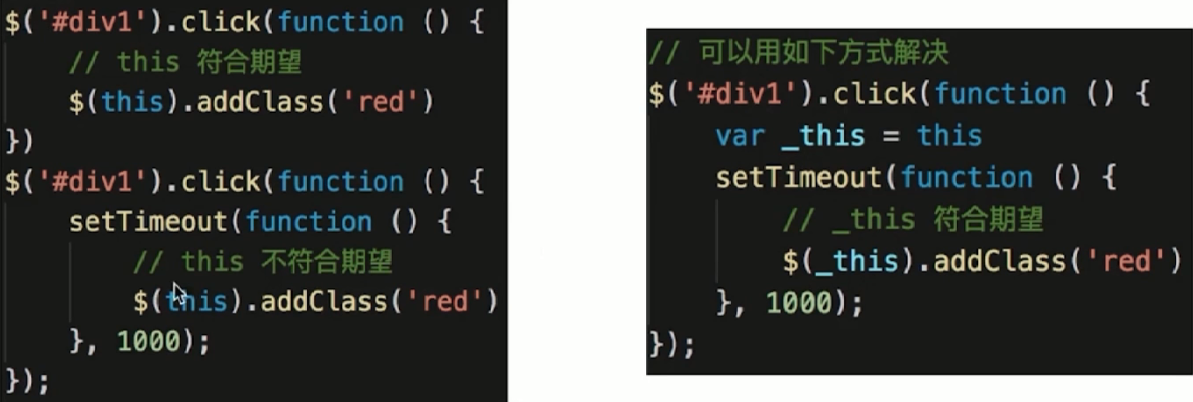 $('#div1').click(function () {
// this 符合期望
$(this).addClass('red')
})
$('#div1').click(function () {
setTimeout(function () {
// this 不符合期望
$(this).addClass('red')
}, 1000);
});
// 可以用如下方式解决
$('#div1').click(function () {
var _this = this
setTimeout(function () {
// _this 符合期望
$(_this).addClass('red')
}, 1000);
});